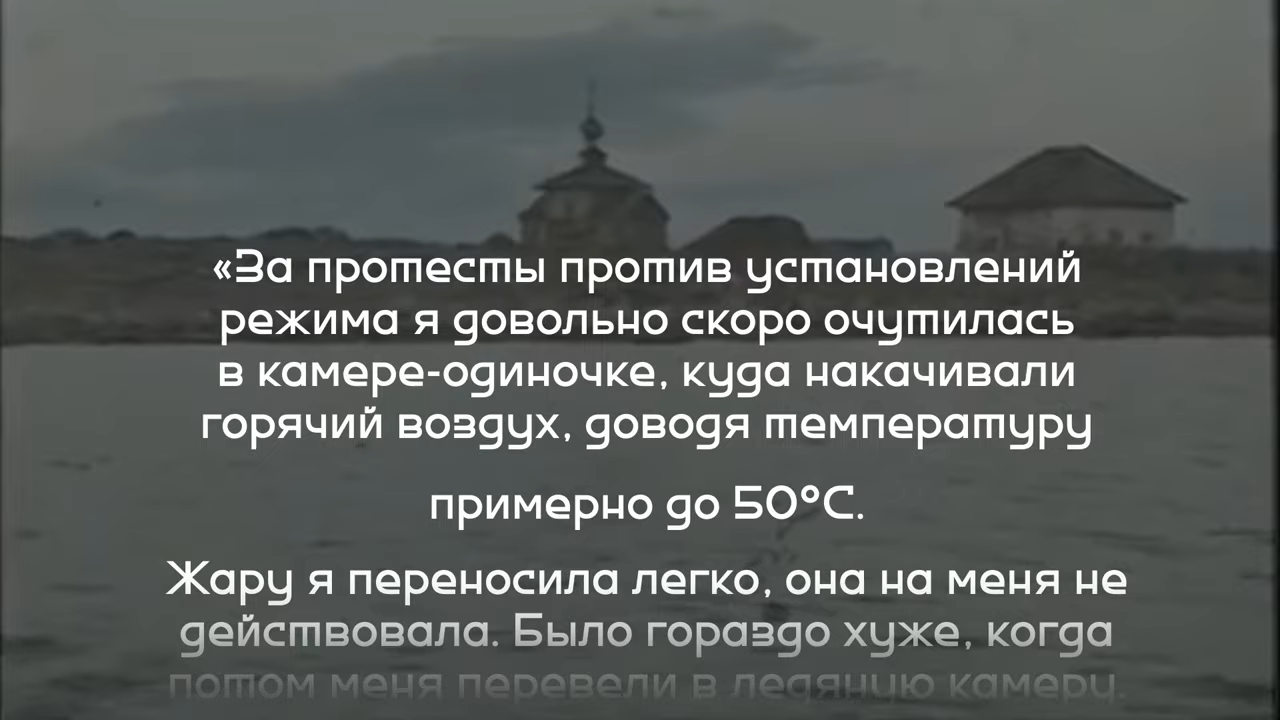 «За протесты против установлений
режима я довольно скоро очутилась
в камере-одиночке, куда накачивали
горячий воздух, доводя температуру
примерно до 50°С.
Жару я переносила легко, она на меня не
действовала. Было гораздо хуже, когда
потом меня перевели в ледяную камеру.